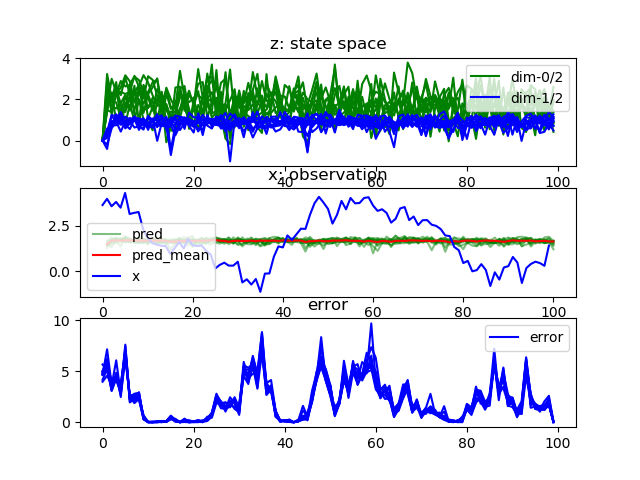 z: state space
4
2
0
dim-0/2
dim-1/2
0 20 40 60 80 100
x: observation
2.5
0.0
pred
pred_mean
x
0 20 40 60 80 100
error
10
5
0
error
0 20 40 60 80 100